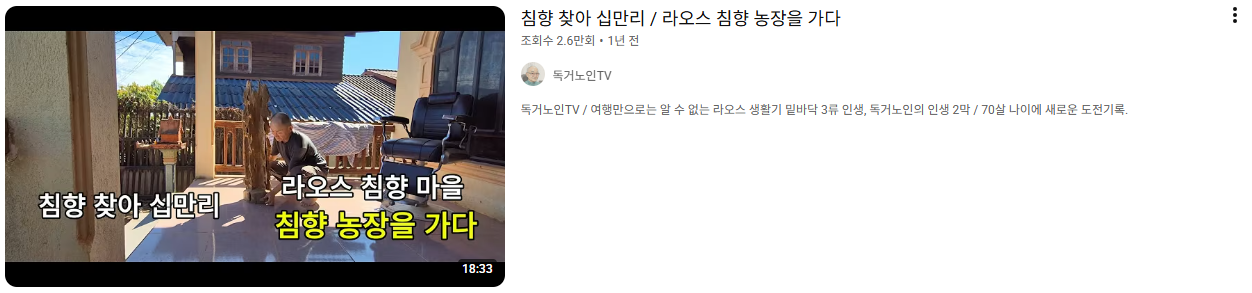 침향 찾아 십만리
라오스 침향 마을
침향 농장을 가다
18:33
침향 찾아 십만리 / 라오스 침향 농장을 가다
조회수 2.6만회 • 1년 전
독거노인TV
독거노인TV / 여행만으로는 알 수 없는 라오스 생활기 밑바닥 3류 인생, 독거노인의 인생 2막 / 70살 나이에 새로운 도전기록.